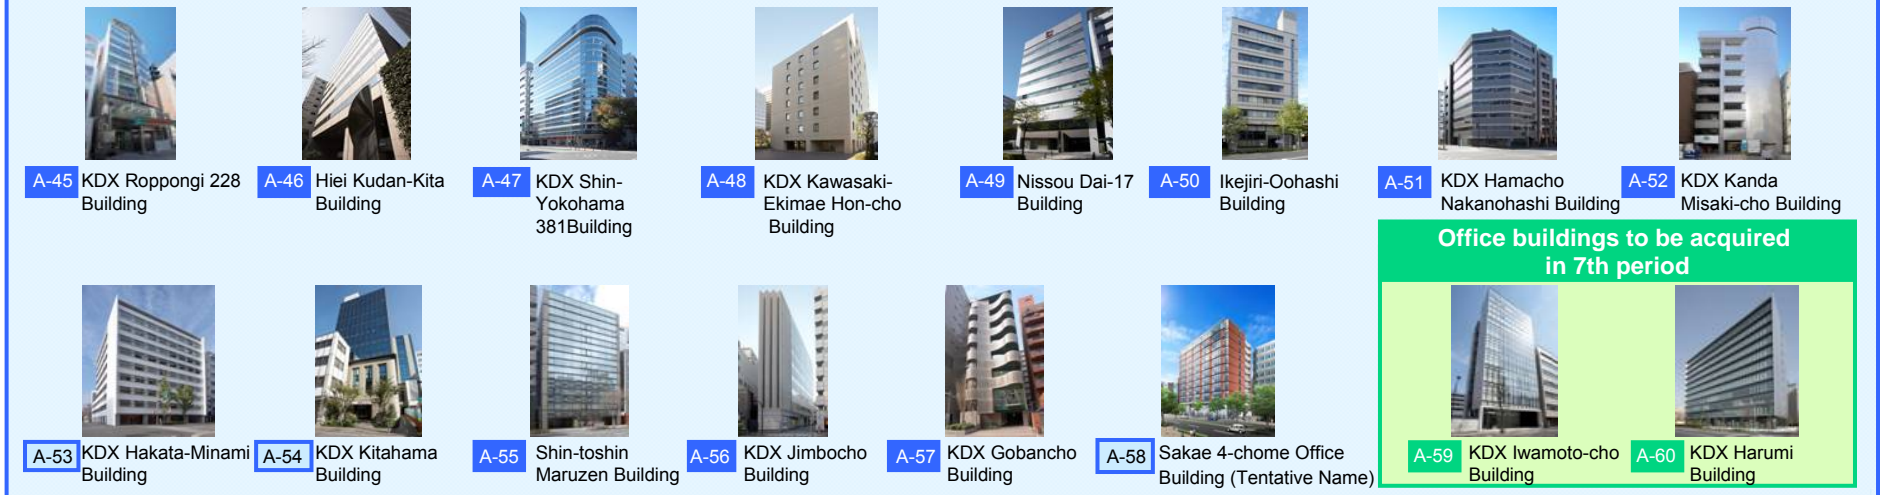 A-45 KDX Roppongi 228
Building
A-46 Hiei Kudan-Kita
Building
A-47 KDX Shin-
Yokohama
381Building
A-48 KDX Kawasaki-
Ekimae Hon-cho
Building
A-49 Nissou Dai-17
Building
A-50 Ikejiri-Oohashi
Building
A-51 KDX Hamacho
Nakanohashi Building
A-52 KDX Kanda
Misaki-cho Building
Office buildings to be acquired
in 7th period
A-53 KDX Hakata-Minami
Building
A-54 KDX Kitahama
Building
A-55 Shin-toshin
Maruzen Building
A-56 KDX Jimbocho
Building
A-57 KDX Gobancho
Building
A-58 Sakae 4-chome Office
Building (Tentative Name)
A-59 KDX Iwamoto-cho
Building
A-60 KDX Harumi
Building